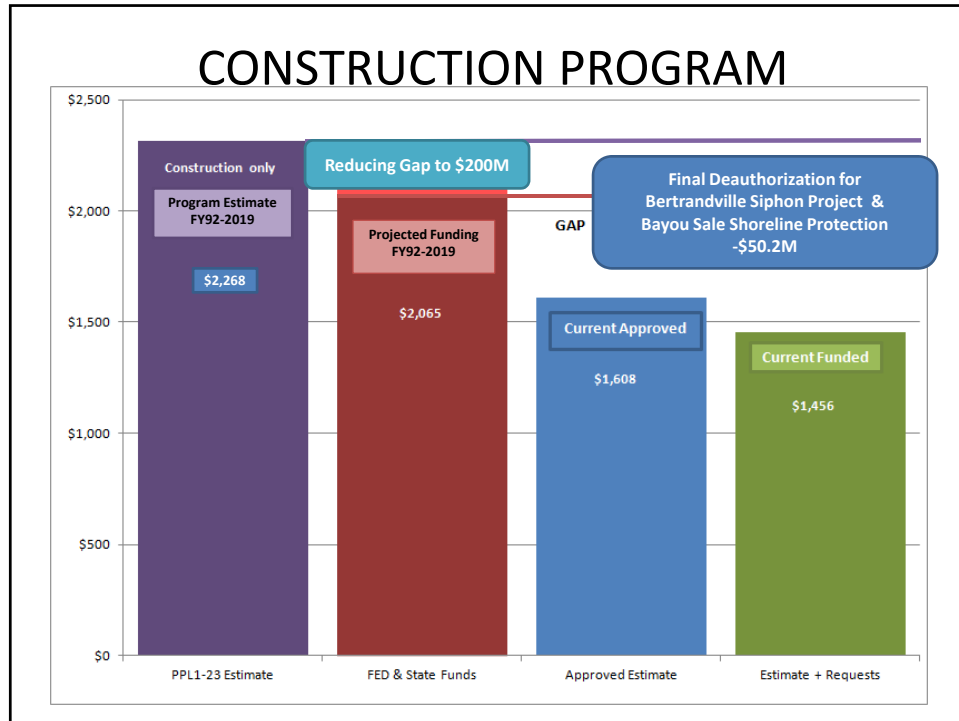 CONSTRUCTION PROGRAM
$2,500
$2,000
$1,500
$1,000
$500
$0
Construction only
Program Estimate
FY92-2019
$2,268
Reducing Gap to $200M
Projected Funding
FY92-2019
$2,065
GAP
Final Deauthorization for
Bertrandville Siphon Project &
Bayou Sale Shoreline Protection
-$50.2M
Current Approved
$1,608
Current Funded
$1,456
PPL1-23 Estimate
FED & State Funds
Approved Estimate
Estimate + Requests